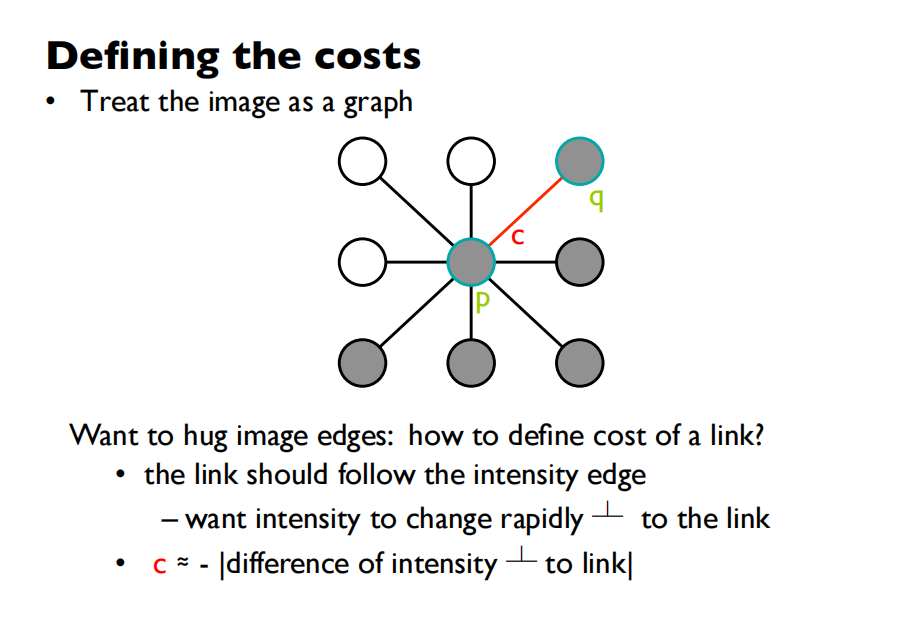 Defining the costs
• Treat the image as a graph
q
c
p
Want to hug image edges: how to define cost of a link?
• the link should follow the intensity edge
– want intensity to change rapidly ⊥ to the link
• c ≈ - |difference of intensity ⊥ to link|